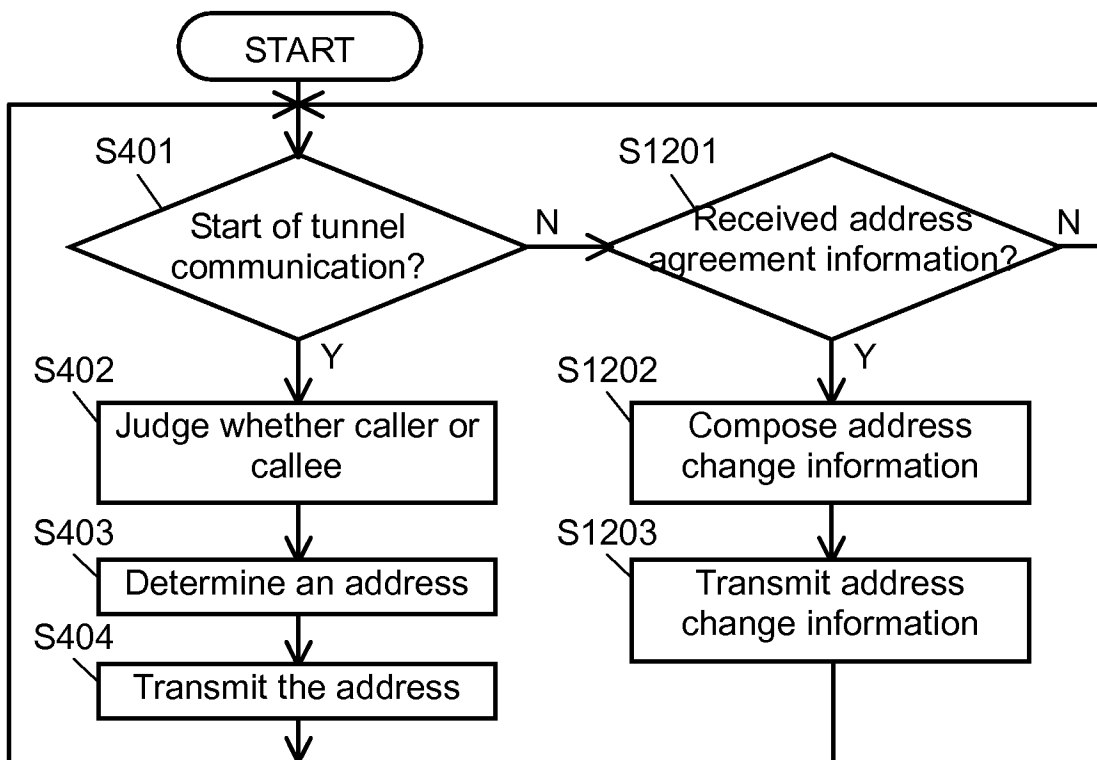 START
S401
Start of tunnel
communication?
N
Y
S1201
Received address
agreement information?
N
Y
S402
Judge whether caller or
callee
S403
Determine an address
S404
Transmit the address
S1202
Compose address
change information
S1203
Transmit address
change information